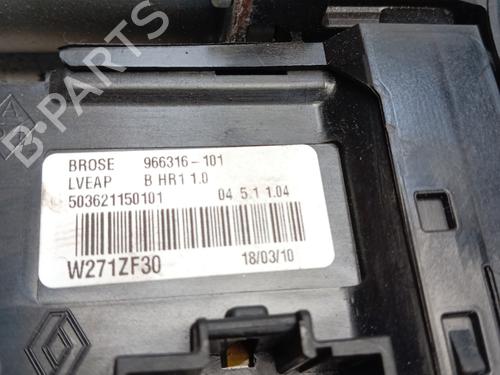 B-PARTS
BROSE 966316-101
LVEAP B HR1 1.0
503621150101 04 5.1 1.04
W271ZF30 18/03/10